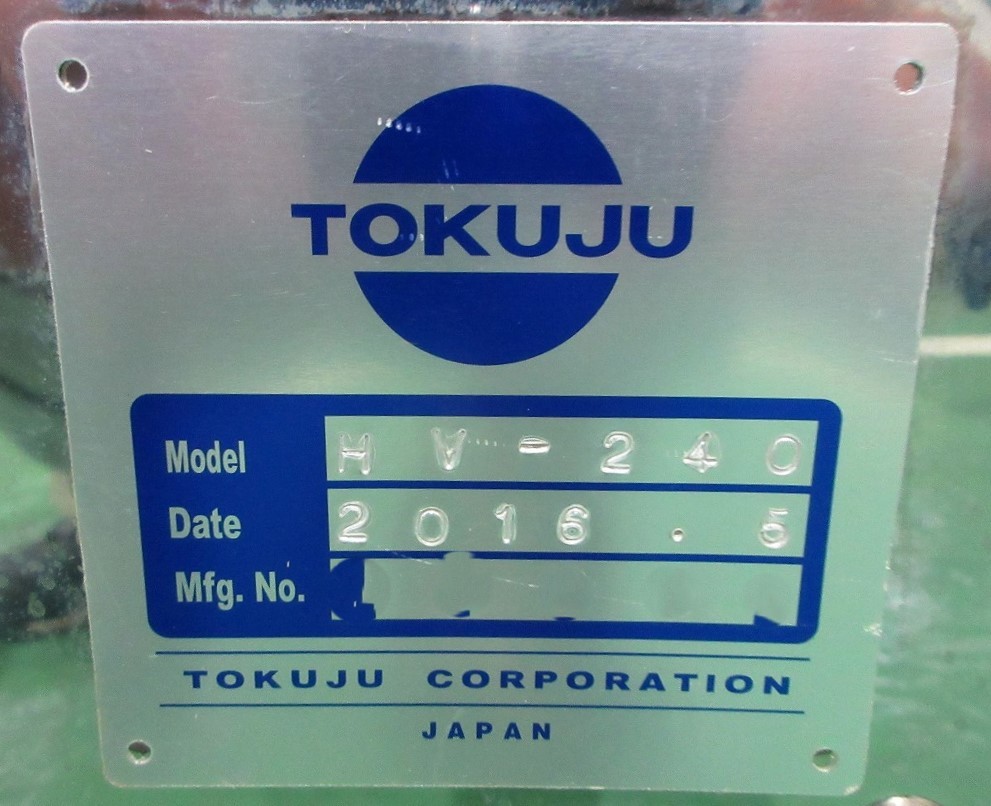 TOKUJU
Model HV-240
Date 2016.5
Mfg. No.
TOKUJU CORPORATION
JAPAN